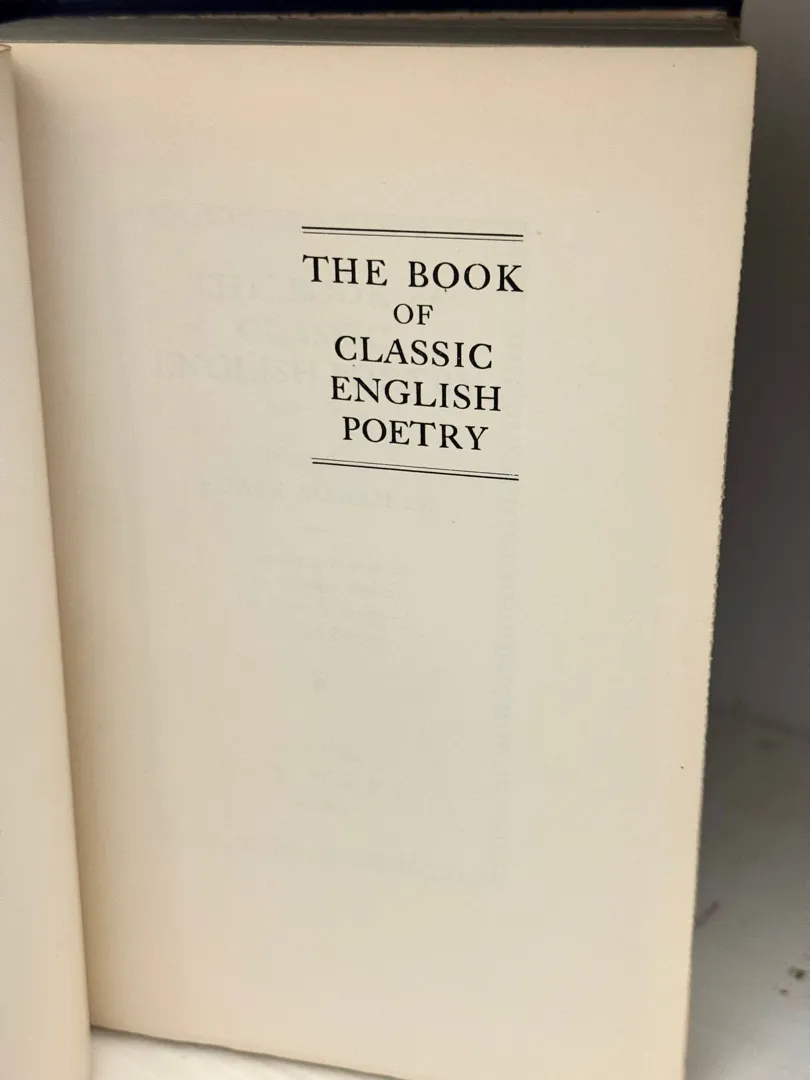 THE BOOK
OF
CLASSIC
ENGLISH
POETRY